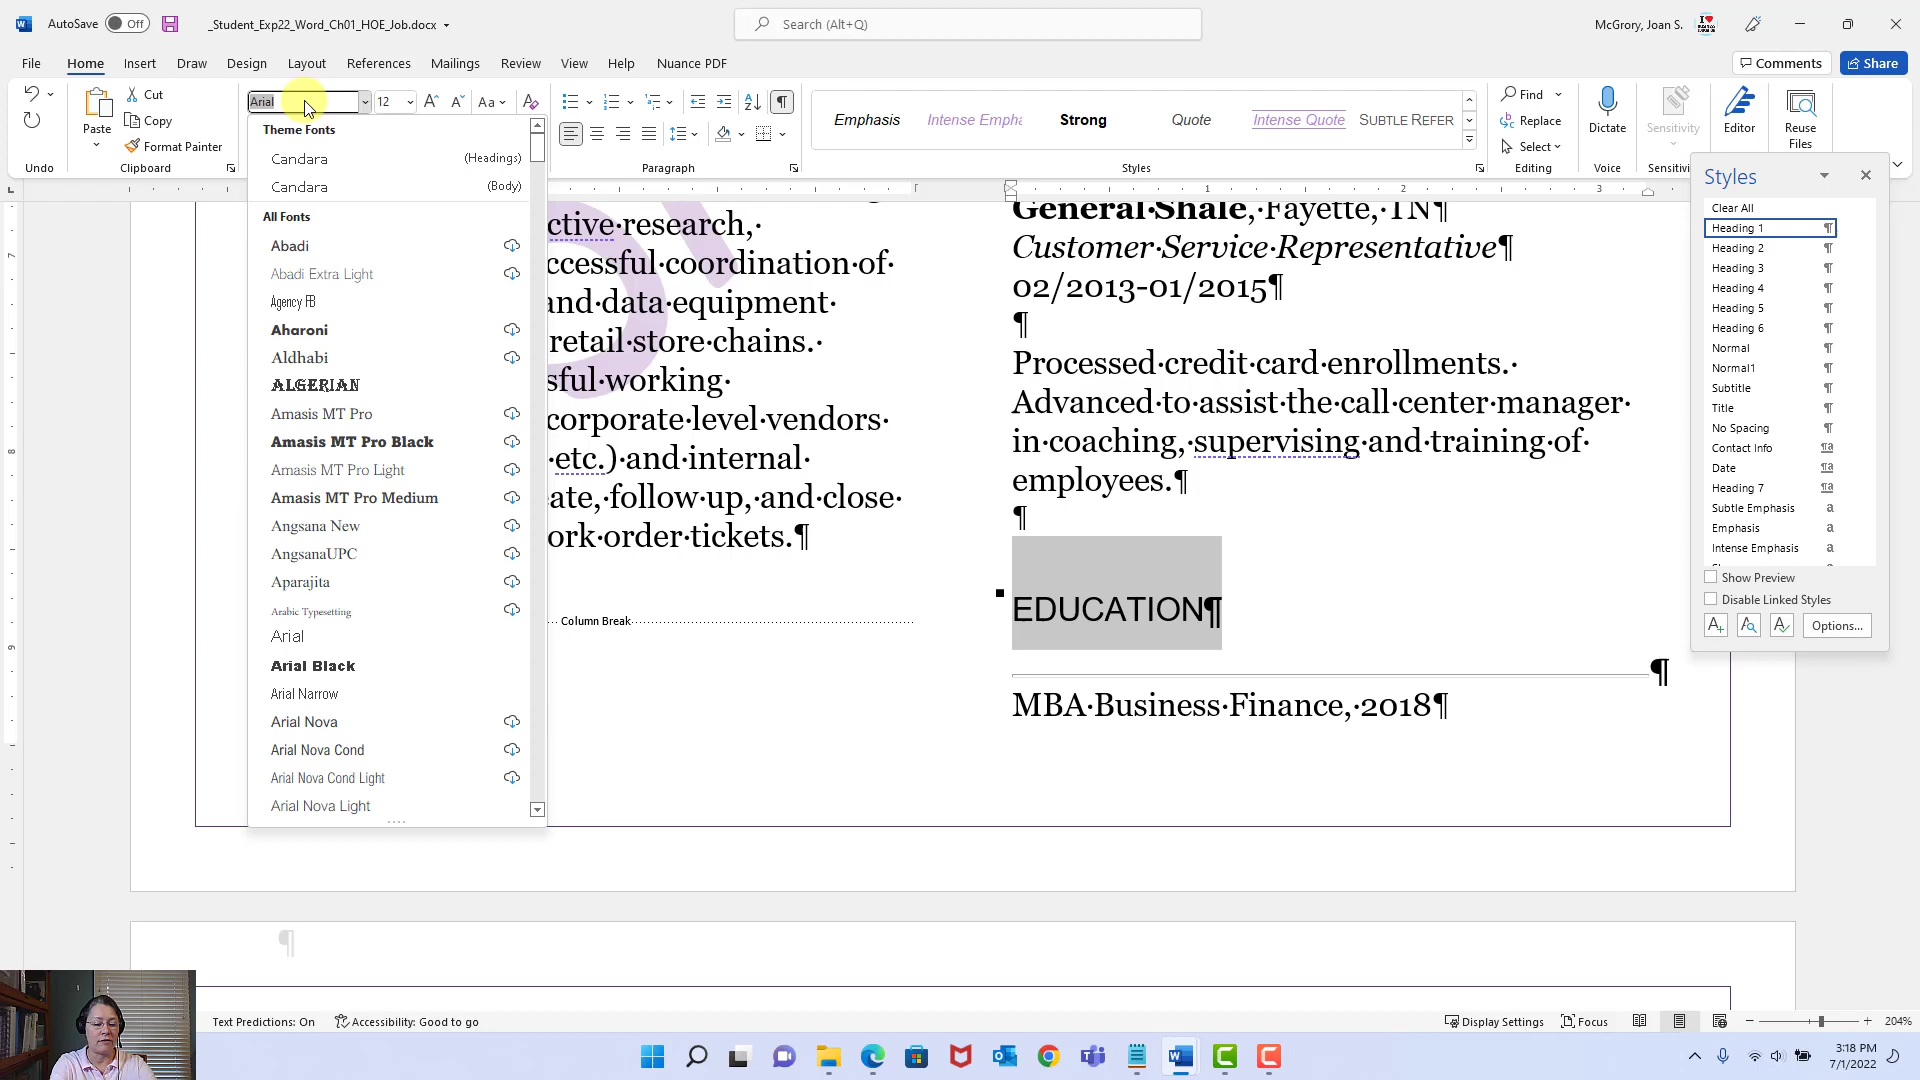 AutoSave Off _Student_Exp22_Word_Ch01_HOE_Job.docx Search (Alt+Q) McGrory, Joan S.
File Home Insert Draw Design Layout References Mailings Review View Help Nuance PDF Comments Share
Paste Cut Copy Format Painter
Arial 12 Aa
Emphasis Intense Empha Strong Quote Intense Quote SUBTLE REFER
Find Replace Select
Dictate Sensitivity Editor Reuse Files
Undo Clipboard Paragraph Styles Editing Voice Sensitivi
Theme Fonts
Candara (Headings)
Candara (Body)
All Fonts
Abadi
Abadi Extra Light
Agency FB
Aharoni
Aldhabi
ALGERIAN
Amasis MT Pro
Amasis MT Pro Black
Amasis MT Pro Light
Amasis MT Pro Medium
Angsana New
AngsanaUPC
Aparajita
Arabic Typesetting
Arial
Arial Black
Arial Narrow
Arial Nova
Arial Nova Cond
Arial Nova Cond Light
Arial Nova Light
1 2 3
7
8
9
ctive·research,·
ccessful·coordination·of·
and·data·equipment·
retail·store·chains.·
sful·working·
corporate·level·vendors·
·etc.)·and·internal·
ate,·follow·up,·and·close·
ork·order·tickets.¶
Column Break
General·Shale,·Fayette,·TN¶
Customer·Service·Representative¶
02/2013-01/2015¶
¶
Processed·credit·card·enrollments.·
Advanced·to·assist·the·call·center·manager·
in·coaching,·supervising·and·training·of·
employees.¶
¶
EDUCATION¶
¶
MBA·Business·Finance,·2018¶
¶
Styles
Clear All
Heading 1 ¶
Heading 2 ¶
Heading 3 ¶
Heading 4 ¶
Heading 5 ¶
Heading 6 ¶
Normal ¶
Normal1 ¶
Subtitle ¶
Title ¶
No Spacing ¶
Contact Info ¶a
Date ¶a
Heading 7 ¶a
Subtle Emphasis a
Emphasis a
Intense Emphasis a
Show Preview
Disable Linked Styles
Options...
Text Predictions: On Accessibility: Good to go Display Settings Focus 204%
3:18 PM
7/1/2022